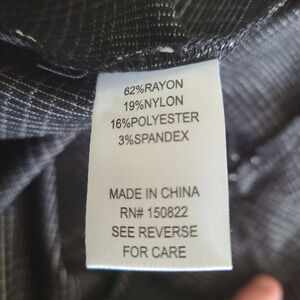 62%RAYON
19%NYLON
16%POLYESTER
3%SPANDEX
MADE IN CHINA
RN# 150822
SEE REVERSE
FOR CARE